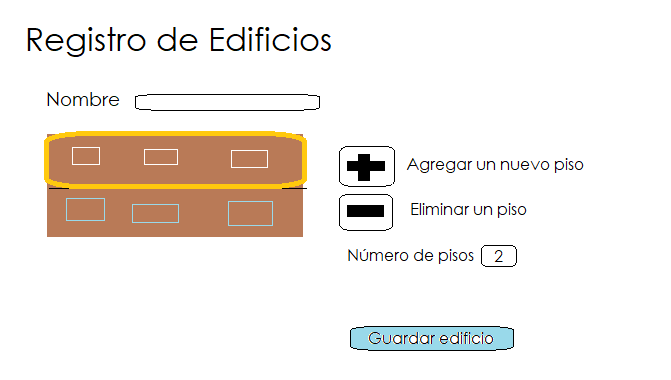 Registro de Edificios
Nombre
Agregar un nuevo piso
Eliminar un piso
Número de pisos 2
Guardar edificio